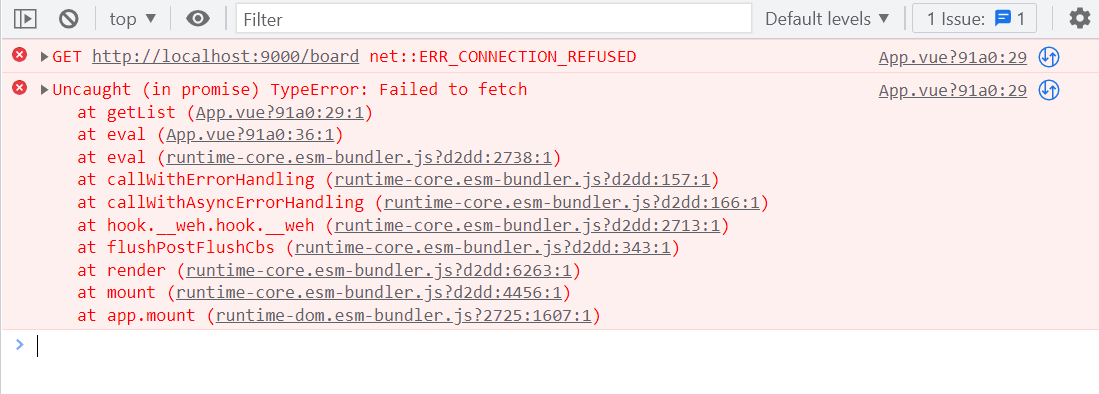 top ▼ Filter Default levels ▼ 1 Issue: 1
▶GET http://localhost:9000/board net::ERR_CONNECTION_REFUSED App.vue?91a0:29
▶Uncaught (in promise) TypeError: Failed to fetch App.vue?91a0:29
at getList (App.vue?91a0:29:1)
at eval (App.vue?91a0:36:1)
at eval (runtime-core.esm-bundler.js?d2dd:2738:1)
at callWithErrorHandling (runtime-core.esm-bundler.js?d2dd:157:1)
at callWithAsyncErrorHandling (runtime-core.esm-bundler.js?d2dd:166:1)
at hook.__weh.hook.__weh (runtime-core.esm-bundler.js?d2dd:2713:1)
at flushPostFlushCbs (runtime-core.esm-bundler.js?d2dd:343:1)
at render (runtime-core.esm-bundler.js?d2dd:6263:1)
at mount (runtime-core.esm-bundler.js?d2dd:4456:1)
at app.mount (runtime-dom.esm-bundler.js?2725:1607:1)
>